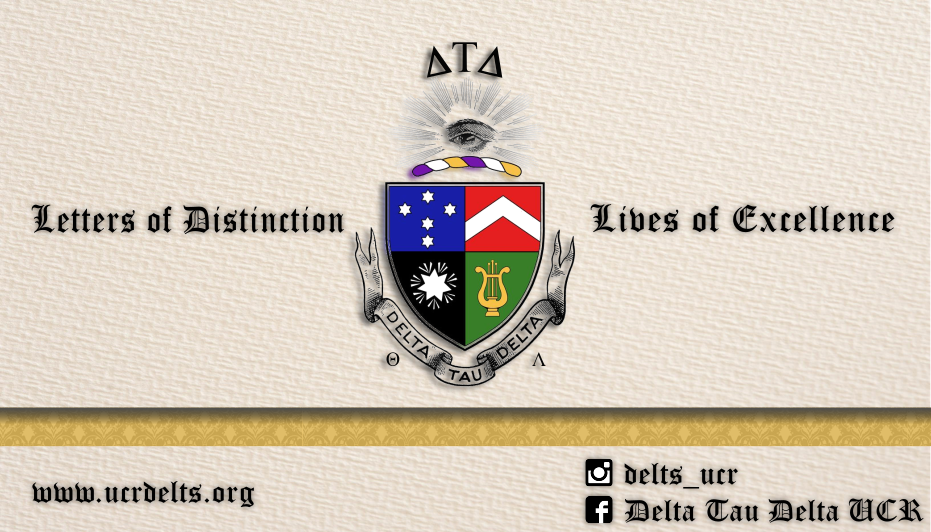 ΔΤΔ
Letters of Distinction
Lives of Excellence
DELTA TAU DELTA
Θ Λ
www.ucrdelts.org
delts_ucr
Delta Tau Delta UCR